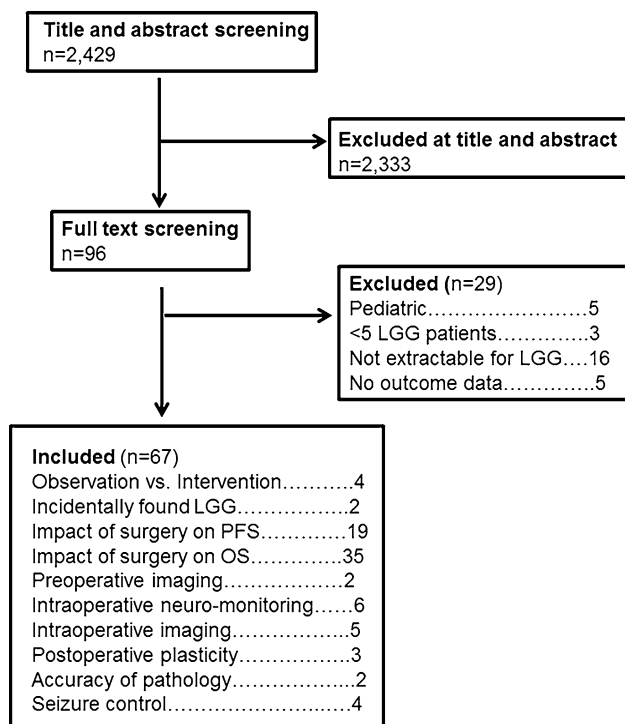 Title and abstract screening
n=2,429
Excluded at title and abstract
n=2,333
Full text screening
n=96
Excluded (n=29)
Pediatric……………………5
<5 LGG patients………….3
Not extractable for LGG….16
No outcome data………….5
Included (n=67)
Observation vs. Intervention………..4
Incidentally found LGG……………..2
Impact of surgery on PFS………….19
Impact of surgery on OS…………..35
Preoperative imaging………………2
Intraoperative neuro-monitoring……6
Intraoperative imaging……………..5
Postoperative plasticity…………….3
Accuracy of pathology……………..2
Seizure control……………………...….4